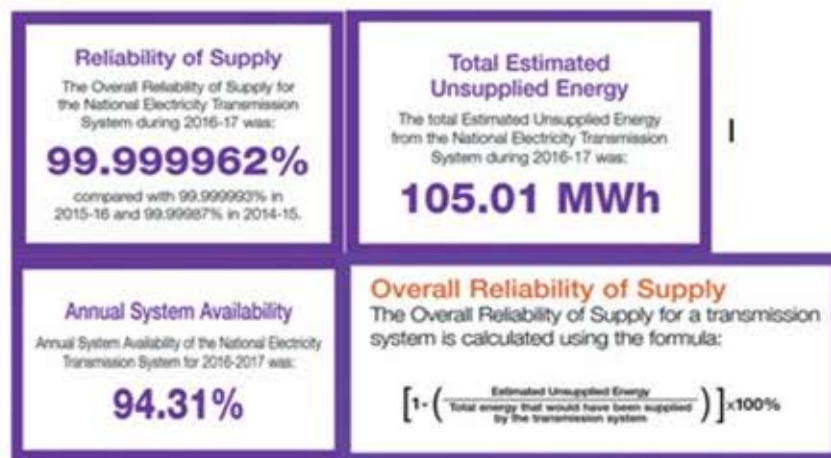 Reliability of Supply
The Overall Reliability of Supply for
the National Electricity Transmission
System during 2016-17 was:
99.999962%
compared with 99.999993% in
2015-16 and 99.99987% in 2014-15.
Total Estimated
Unsupplied Energy
The total Estimated Unsupplied Energy
from the National Electricity Transmission
System during 2016-17 was:
105.01 MWh
I
Annual System Availability
Annual System Availability of the National Electricity
Transmission System for 2016-2017 was:
94.31%
Overall Reliability of Supply
The Overall Reliability of Supply for a transmission
system is calculated using the formula:
Estimated Unsupplied Energy
[1-( Total energy that would have been supplied )]x100%
by the transmission system